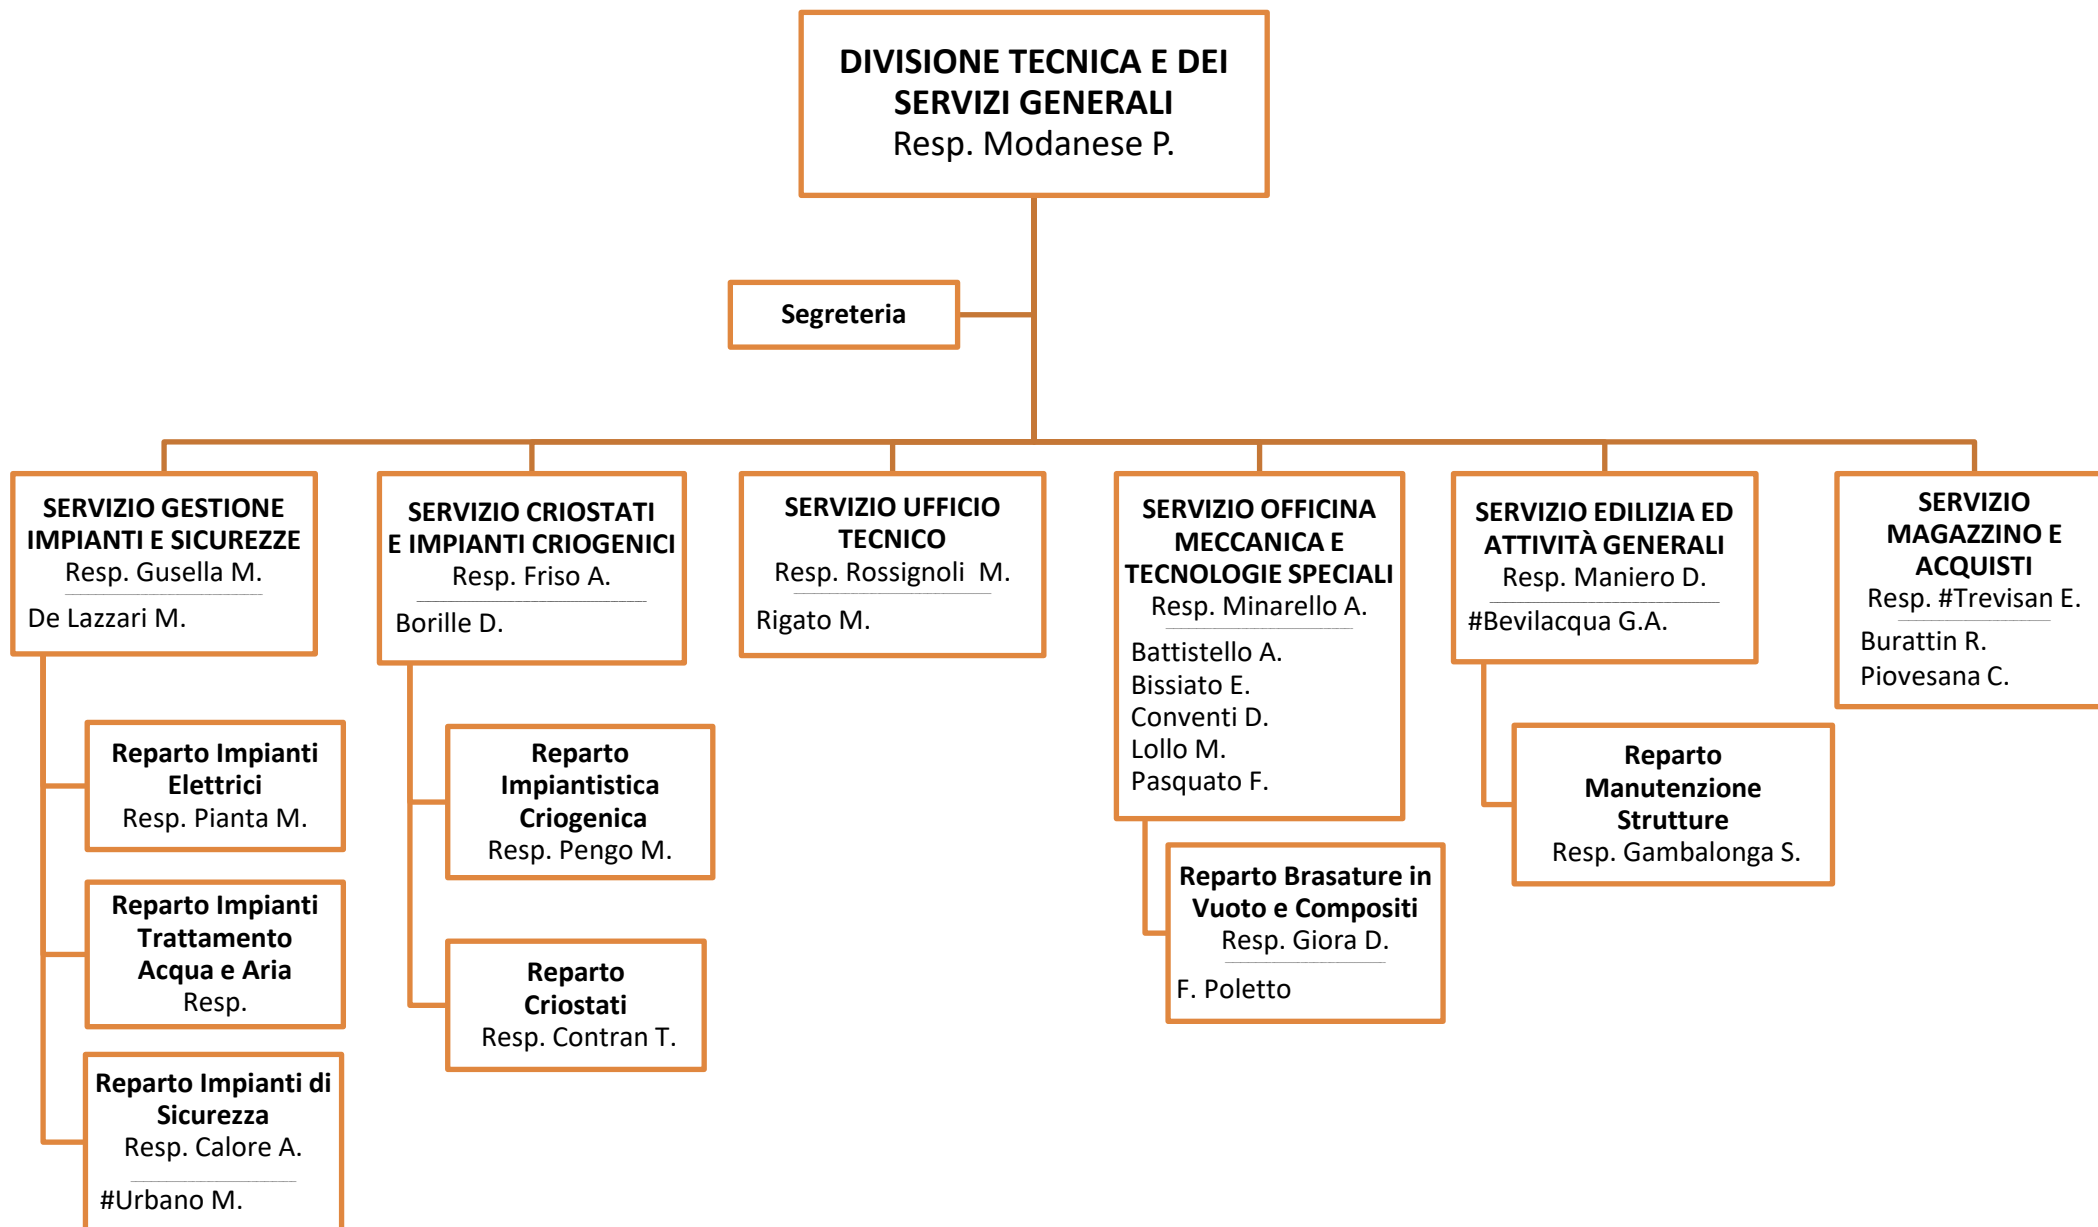 DIVISIONE TECNICA E DEI
SERVIZI GENERALI
Resp. Modanese P.
Segreteria
SERVIZIO GESTIONE
IMPIANTI E SICUREZZE
Resp. Gusella M.
De Lazzari M.
SERVIZIO CRIOSTATI
E IMPIANTI CRIOGENICI
Resp. Friso A.
Borille D.
SERVIZIO UFFICIO
TECNICO
Resp. Rossignoli M.
Rigato M.
SERVIZIO OFFICINA
MECCANICA E
TECNOLOGIE SPECIALI
Resp. Minarello A.
Battistello A.
Bissiato E.
Conventi D.
Lollo M.
Pasquato F.
SERVIZIO EDILIZIA ED
ATTIVITÀ GENERALI
Resp. Maniero D.
#Bevilacqua G.A.
SERVIZIO
MAGAZZINO E
ACQUISTI
Resp. #Trevisan E.
Burattin R.
Piovesana C.
Reparto Impianti
Elettrici
Resp. Pianta M.
Reparto Impianti
Trattamento
Acqua e Aria
Resp.
Reparto Impianti di
Sicurezza
Resp. Calore A.
#Urbano M.
Reparto
Impiantistica
Criogenica
Resp. Pengo M.
Reparto
Criostati
Resp. Contran T.
Reparto Brasature in
Vuoto e Compositi
Resp. Giora D.
F. Poletto
Reparto
Manutenzione
Strutture
Resp. Gambalonga S.